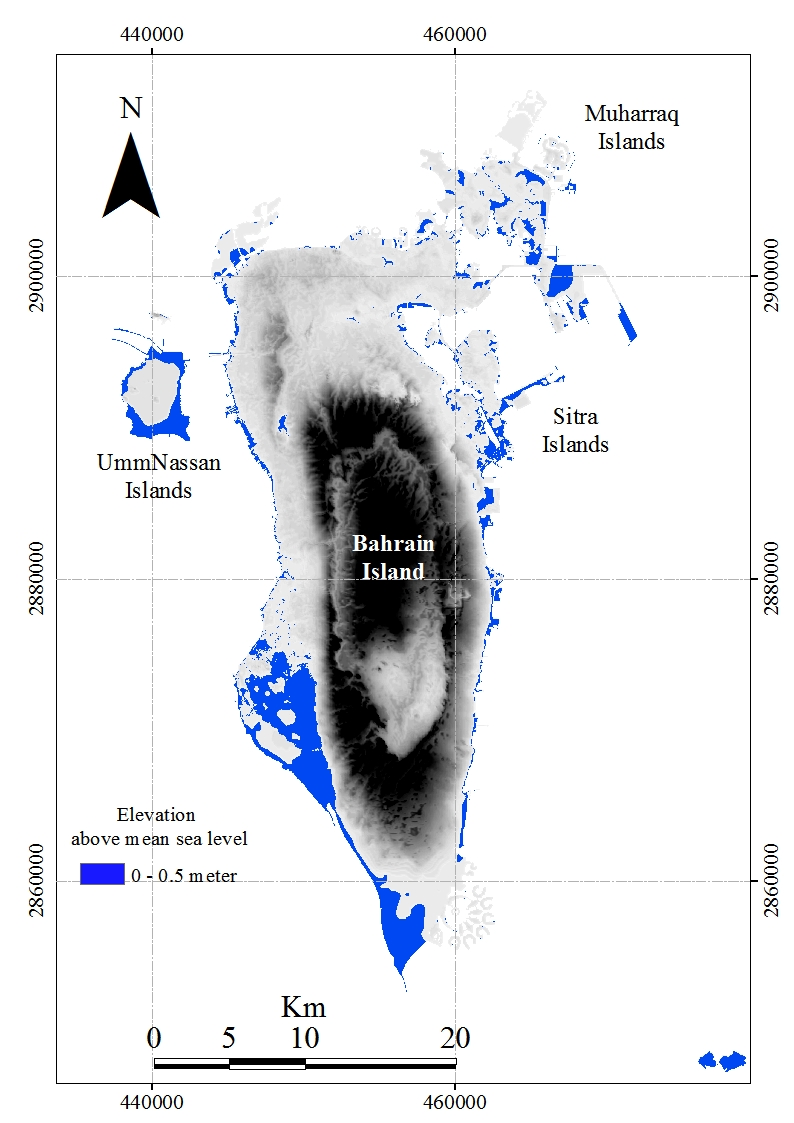 440000 460000
N
Muharraq
Islands
2900000 2900000
Sitra
Islands
UmmNassan
Islands
Bahrain
Island
2880000 2880000
Elevation
above mean sea level
0 - 0.5 meter
2860000 2860000
Km
0 5 10 20
440000 460000